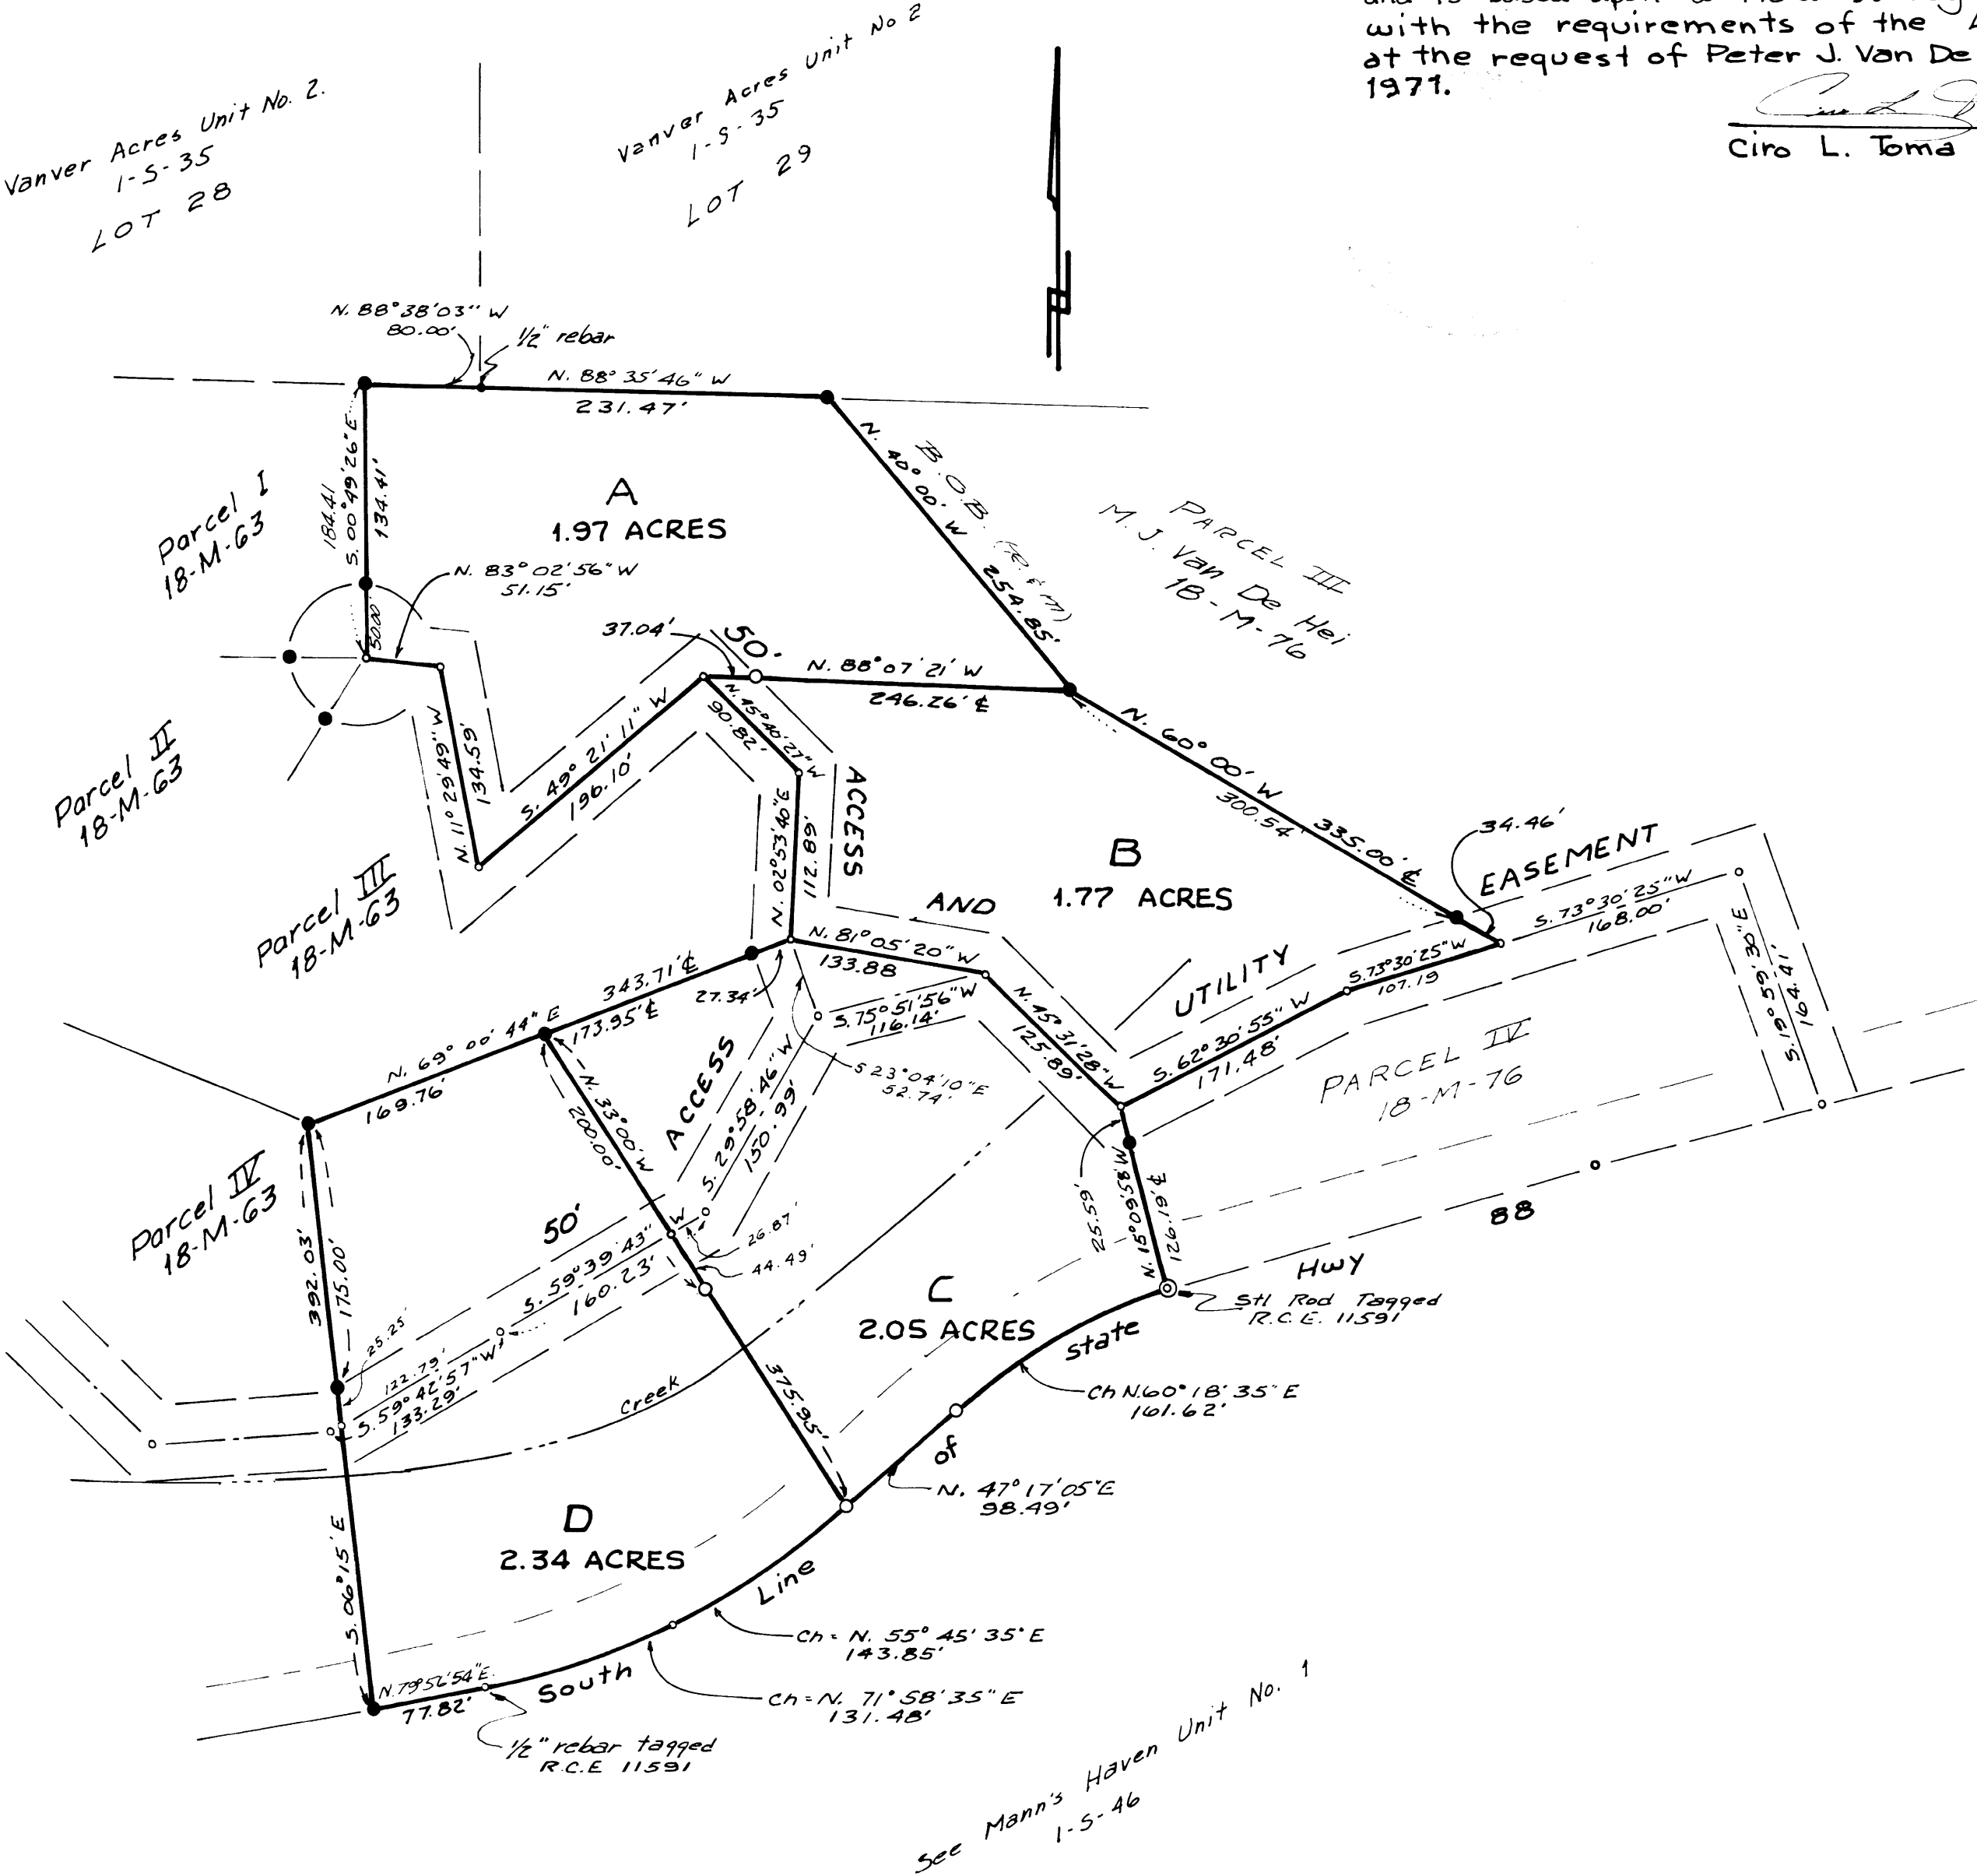 with the requirements of the
at the request of Peter J. Van De
1971.
Ciro L. Toma
Vanver Acres Unit No. 2.
1-S-35
LOT 28
Vanver Acres Unit No 2
1-S-35
LOT 29
N. 88°38'03" W
80.00'
1/2" rebar
N. 88° 35'46" W
231.47'
184.41
S. 00°49'26" E
134.41'
50.00'
Parcel I
18-M-63
A
1.97 ACRES
N. 83°02'56" W
51.15'
N. 40° 00' W
254.85'
B.O.B. (R. & M)
PARCEL III
M. J. Van De Hei
18-M-76
37.04'
50'
N. 88°07'21' W
246.26' ℄
N. 45°40'27" W
90.82'
S. 49° 21' 11" W
196.10'
N. 11° 29'49" W
134.59'
Parcel II
18-M-63
Parcel III
18-M-63
N. 02°53'40" E
112.89'
ACCESS
AND
UTILITY
EASEMENT
B
1.77 ACRES
N. 60° 00' W
300.54'
335.00' ℄
34.46'
S. 73°30'25" W
168.00'
S. 19°59'30" E
164.41'
S. 73°30'25" W
107.19
N. 81°05'20" W
133.88
S. 62°30'55" W
171.48'
N. 45°31'28" W
125.89'
PARCEL IV
18-M-76
343.71' ℄
27.34'
N. 69° 00' 44" E
173.95' ℄
169.76'
S. 75°51'56" W
116.14'
S 23°04'10" E
52.74'
N. 33°00' W
200.00'
ACCESS
S. 29°58'46" W
150.99'
25.59'
N. 15°09'58" W
129.19' ℄
Parcel IV
18-M-63
392.03'
175.00'
50'
S. 59°39'43" W
160.23'
26.87'
44.49'
25.25'
122.79'
S. 59°42'57" W
133.29'
C
2.05 ACRES
88
HWY
Stl Rod Tagged
R.C.E. 11591
State
Ch N.60°18'35" E
161.62'
Creek
375.95'
of
N. 47°17'05" E
98.49'
D
2.34 ACRES
S. 06°15' E
Line
Ch = N. 55° 45' 35" E
143.85'
South
Ch = N. 71° 58' 35" E
131.48'
77.82'
1/2" rebar tagged
R.C.E 11591
See Mann's Haven Unit No. 1
1-S-46